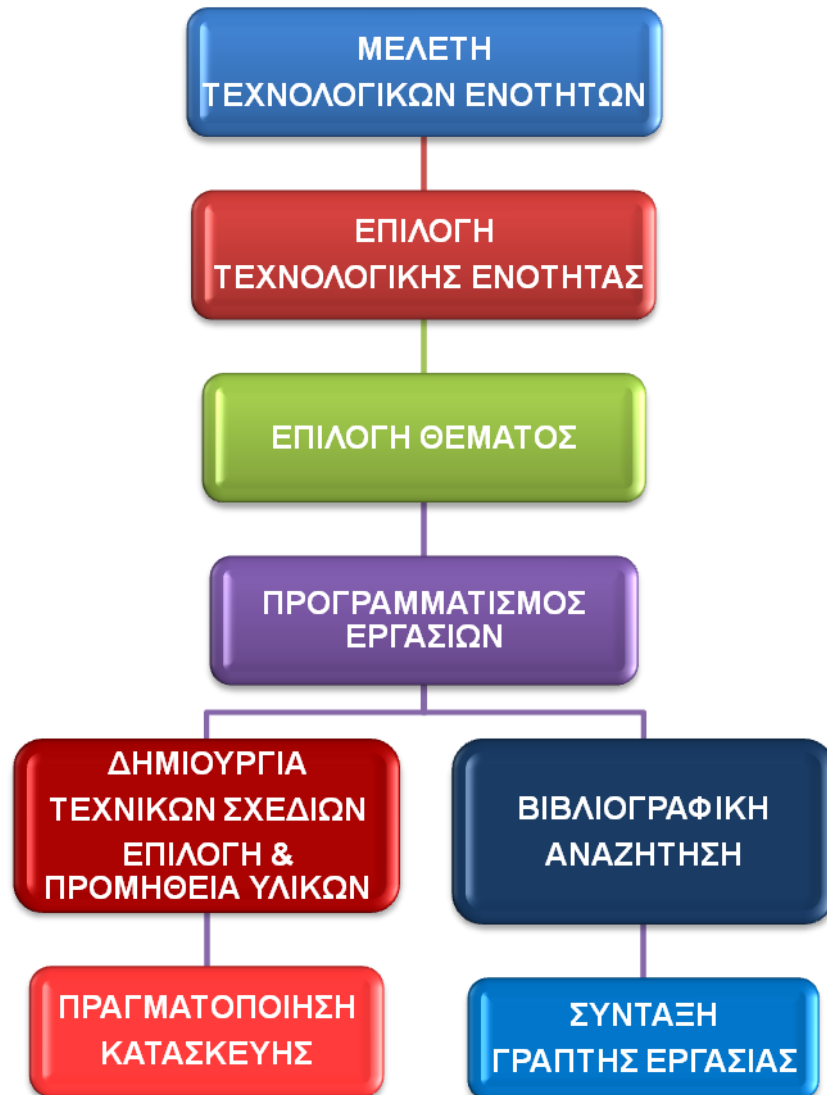 ΜΕΛΕΤΗ
ΤΕΧΝΟΛΟΓΙΚΩΝ ΕΝΟΤΗΤΩΝ
ΕΠΙΛΟΓΗ
ΤΕΧΝΟΛΟΓΙΚΗΣ ΕΝΟΤΗΤΑΣ
ΕΠΙΛΟΓΗ ΘΕΜΑΤΟΣ
ΠΡΟΓΡΑΜΜΑΤΙΣΜΟΣ
ΕΡΓΑΣΙΩΝ
ΔΗΜΙΟΥΡΓΙΑ
ΤΕΧΝΙΚΩΝ ΣΧΕΔΙΩΝ
ΕΠΙΛΟΓΗ &
ΠΡΟΜΗΘΕΙΑ ΥΛΙΚΩΝ
ΒΙΒΛΙΟΓΡΑΦΙΚΗ
ΑΝΑΖΗΤΗΣΗ
ΠΡΑΓΜΑΤΟΠΟΙΗΣΗ
ΚΑΤΑΣΚΕΥΗΣ
ΣΥΝΤΑΞΗ
ΓΡΑΠΤΗΣ ΕΡΓΑΣΙΑΣ